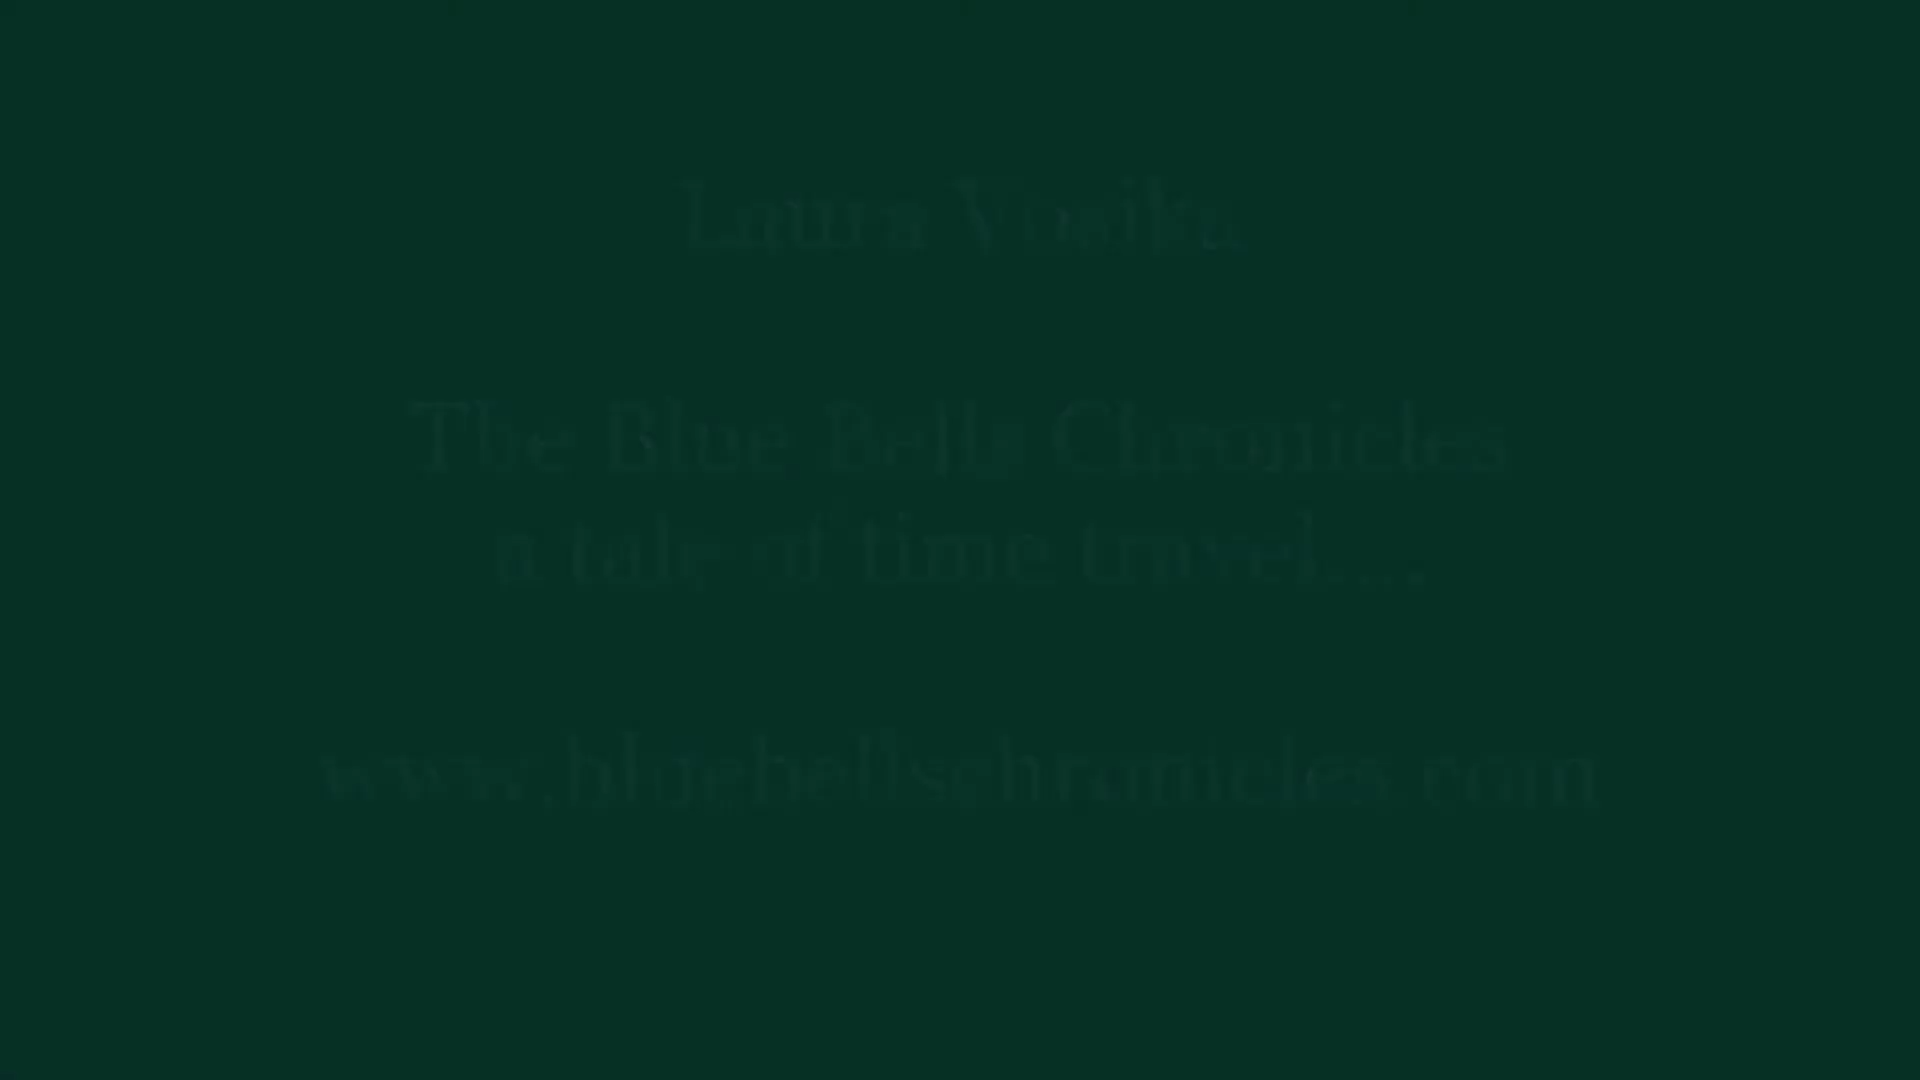 Laura Vosika
The Blue Bells Chronicles
a tale of time travel....
www.bluebellschronicles.com